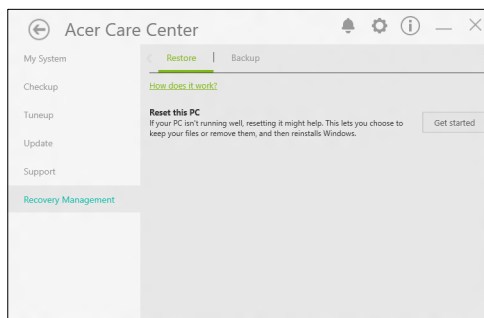 Acer Care Center
My System
Checkup
Tuneup
Update
Support
Recovery Management
Restore
Backup
How does it work?
Reset this PC
If your PC isn't running well, resetting it might help. This lets you choose to
keep your files or remove them, and then reinstalls Windows.
Get started